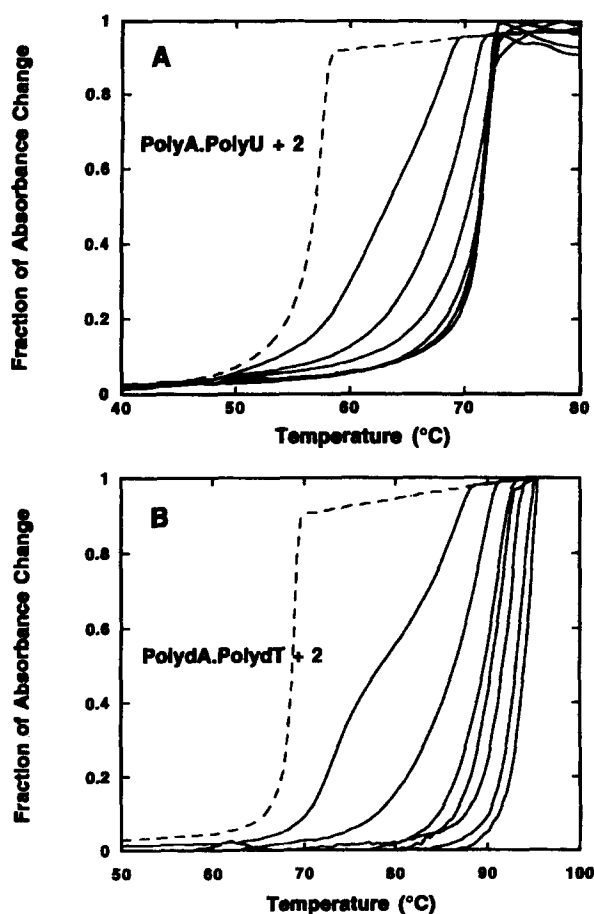 1
0.8
0.6
0.4
0.2
0
A
PolyA.PolyU + 2
Fraction of Absorbance Change
40
50
60
70
80
Temperature (°C)
1
0.8
0.6
0.4
0.2
0
B
PolydA.PolydT + 2
Fraction of Absorbance Change
50
60
70
80
90
100
Temperature (°C)